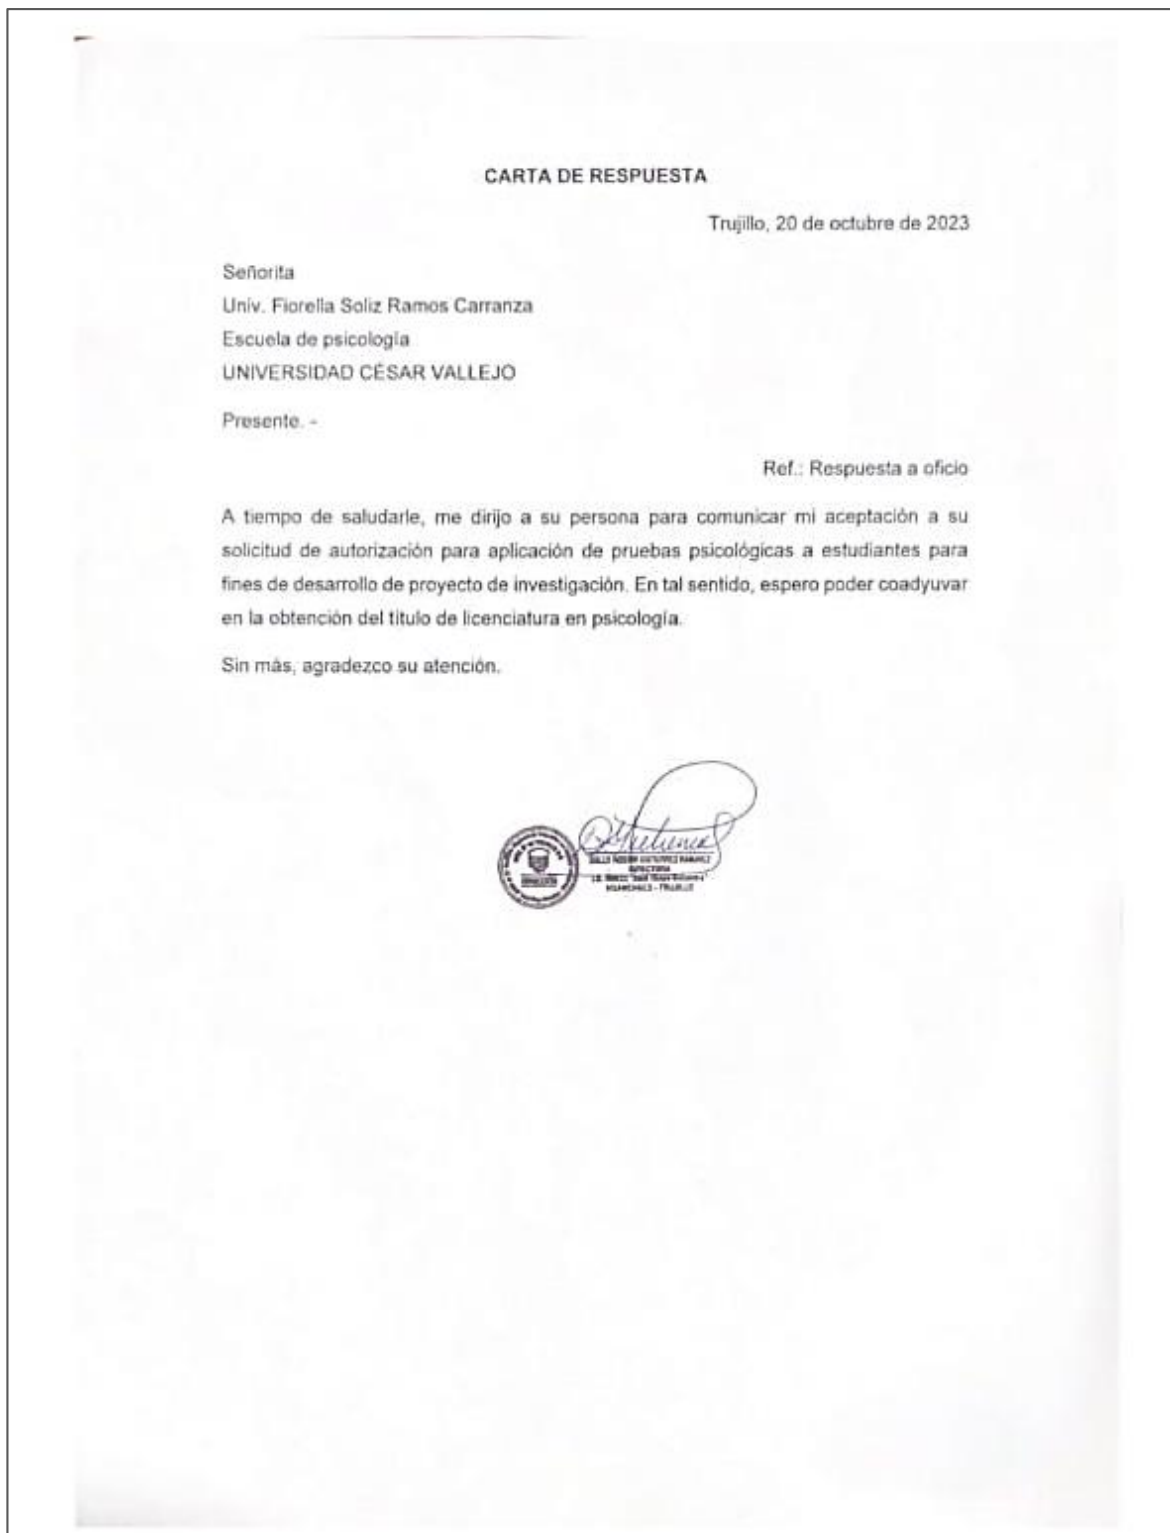 CARTA DE RESPUESTA
Trujillo, 20 de octubre de 2023
Señorita
Univ. Fiorella Soliz Ramos Carranza
Escuela de psicología
UNIVERSIDAD CÉSAR VALLEJO
Presente. -
Ref.: Respuesta a oficio
A tiempo de saludarle, me dirijo a su persona para comunicar mi aceptación a su
solicitud de autorización para aplicación de pruebas psicológicas a estudiantes para
fines de desarrollo de proyecto de investigación. En tal sentido, espero poder coadyuvar
en la obtención del título de licenciatura en psicología.
Sin más, agradezco su atención.
DIRECTORA
HUANCHACO - TRUJILLO